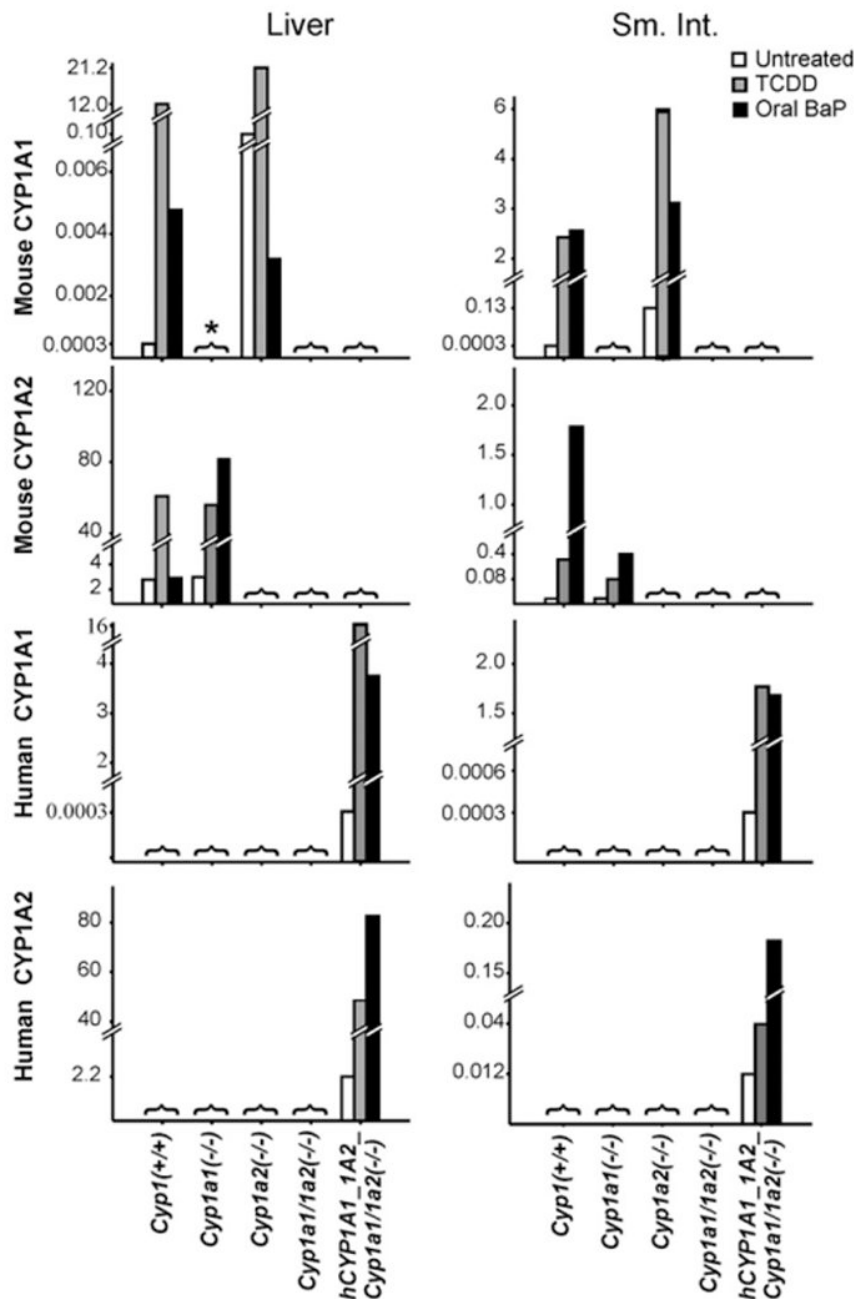 Liver
Sm. Int.
Untreated
TCDD
Oral BaP
Mouse CYP1A1
21.2
12.0
0.10
0.006
0.004
0.002
0.0003
*
6
4
3
2
0.13
0.0003
Mouse CYP1A2
120
80
40
4
2
2.0
1.5
1.0
0.4
0.08
Human CYP1A1
16
4
3
2
0.0003
2.0
1.5
0.0006
0.0003
Human CYP1A2
80
60
40
2.2
0.20
0.15
0.04
0.012
Cyp1(+/+)
Cyp1a1(-/-)
Cyp1a2(-/-)
Cyp1a1/1a2(-/-)
hCYP1A1_1A2_
Cyp1a1/1a2(-/-)
Cyp1(+/+)
Cyp1a1(-/-)
Cyp1a2(-/-)
Cyp1a1/1a2(-/-)
hCYP1A1_1A2_
Cyp1a1/1a2(-/-)